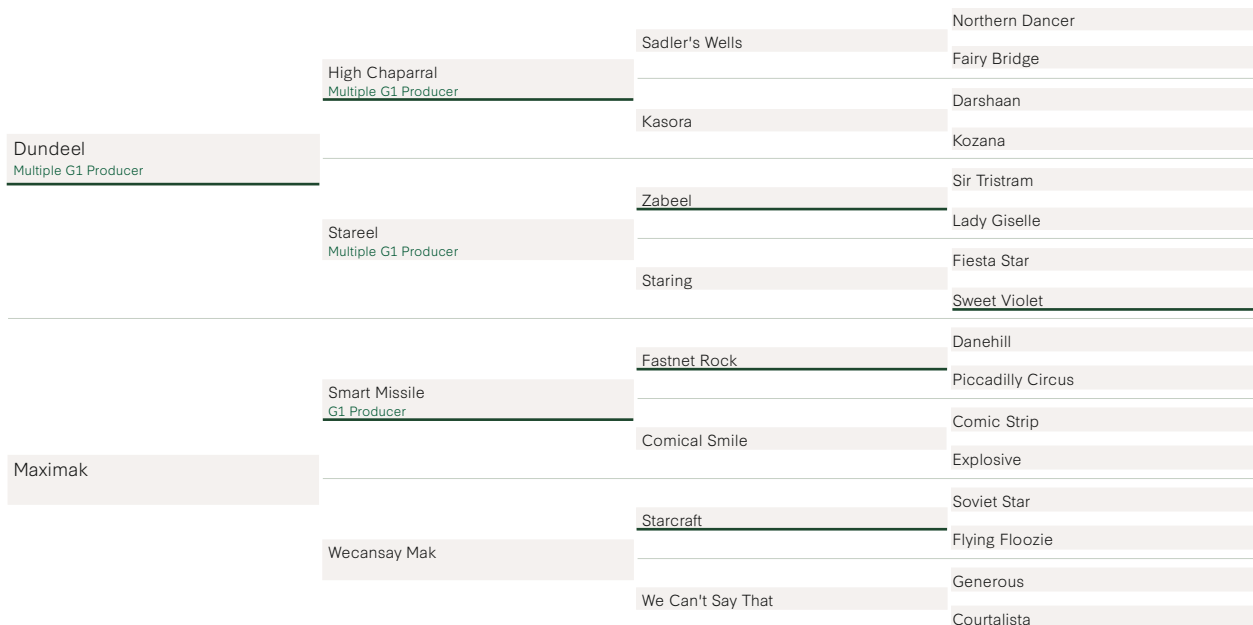 Northern Dancer
Sadler's Wells
Fairy Bridge
High Chaparral
Multiple G1 Producer
Darshaan
Kasora
Kozana
Dundeel
Multiple G1 Producer
Sir Tristram
Zabeel
Lady Giselle
Stareel
Multiple G1 Producer
Fiesta Star
Staring
Sweet Violet
Danehill
Fastnet Rock
Piccadilly Circus
Smart Missile
G1 Producer
Comic Strip
Comical Smile
Explosive
Maximak
Soviet Star
Starcraft
Flying Floozie
Wecansay Mak
Generous
We Can't Say That
Courtalista